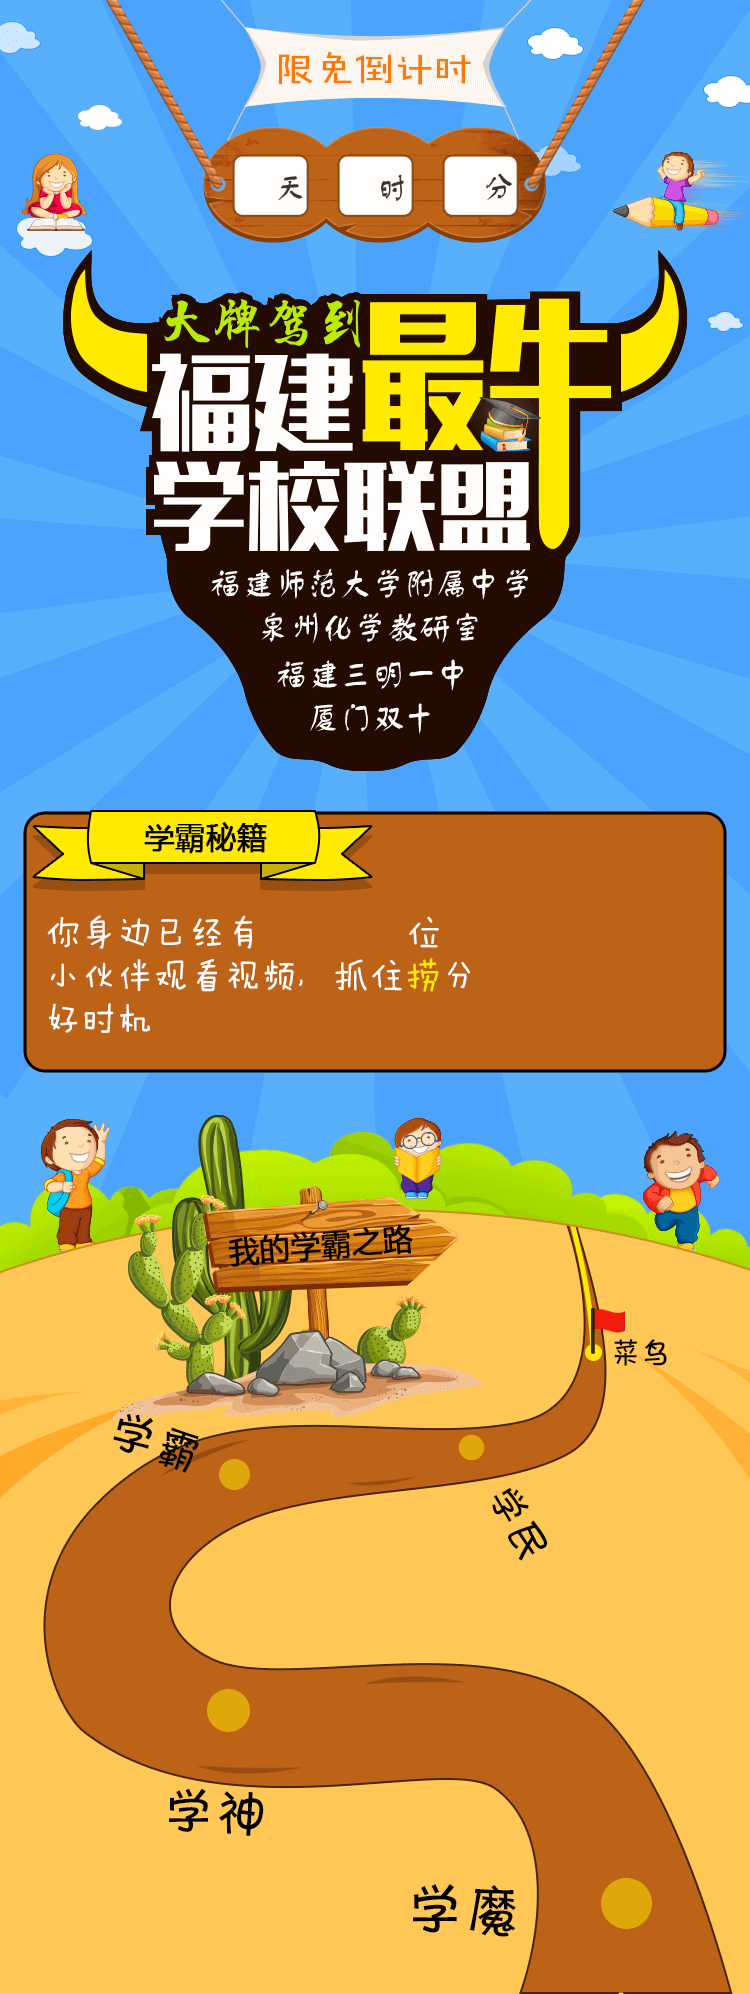 限免倒计时
天 时 分
大牌驾到
最牛
福建
学校联盟
福建师范大学附属中学
泉州化学教研室
福建三明一中
厦门双十
学霸秘籍
你身边已经有 位
小伙伴观看视频, 抓住捞分
好时机
我的学霸之路
菜鸟
学霸
学民
学神
学魔